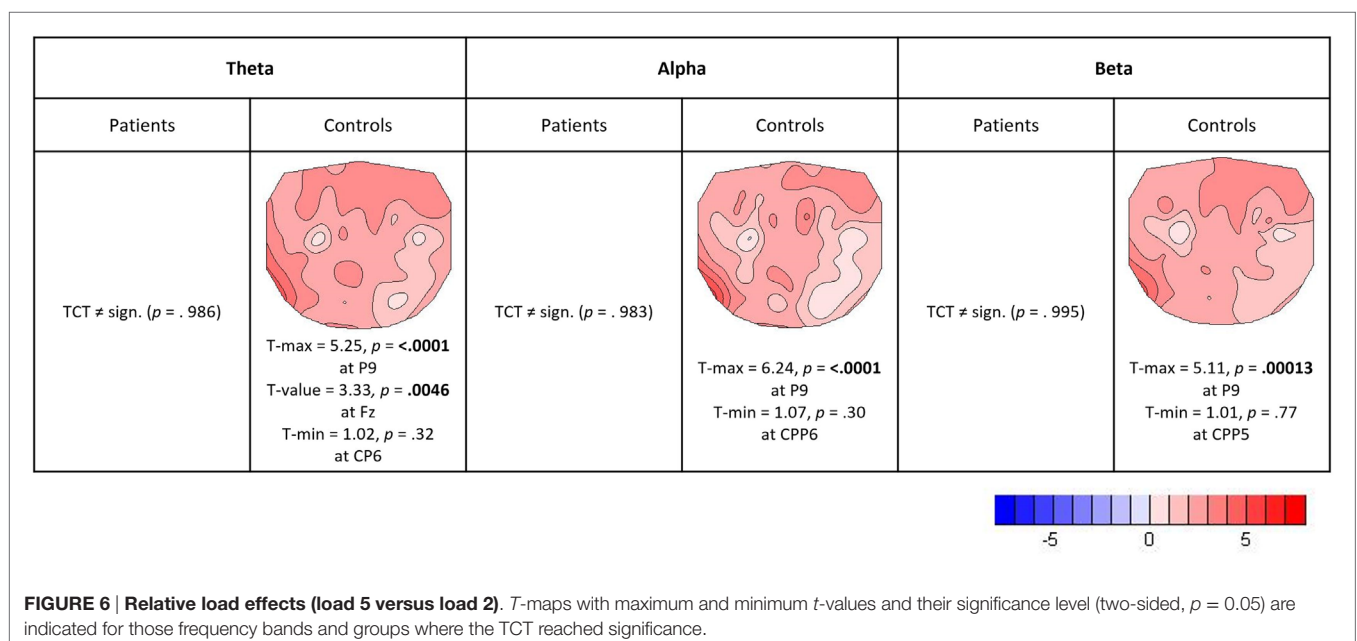 Theta Alpha Beta
Patients Controls Patients Controls Patients Controls
TCT ≠ sign. (p = . 986)
T-max = 5.25, p = <.0001
at P9
T-value = 3.33, p = .0046
at Fz
T-min = 1.02, p = .32
at CP6
TCT ≠ sign. (p = . 983)
T-max = 6.24, p = <.0001
at P9
T-min = 1.07, p = .30
at CPP6
TCT ≠ sign. (p = . 995)
T-max = 5.11, p = .00013
at P9
T-min = 1.01, p = .77
at CPP5
-5 0 5
FIGURE 6 | Relative load effects (load 5 versus load 2). T-maps with maximum and minimum t-values and their significance level (two-sided, p = 0.05) are
indicated for those frequency bands and groups where the TCT reached significance.